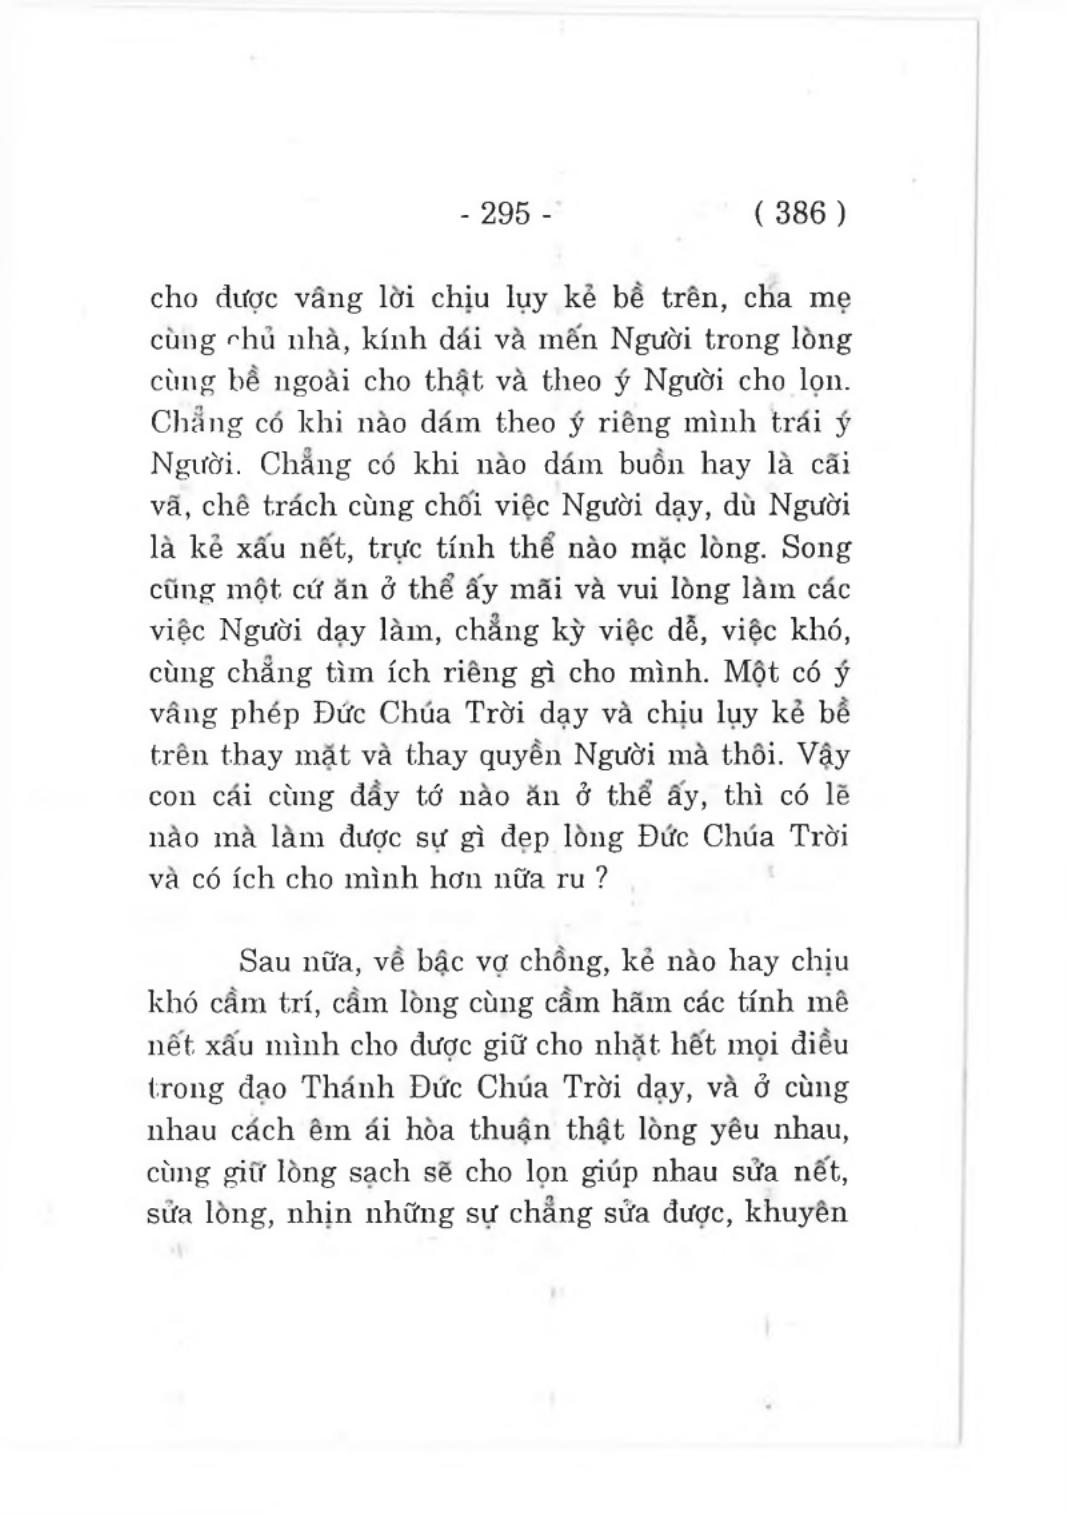 - 295 - ( 386 )
cho được vâng lời chịu lụy kẻ bề trên, cha mẹ
cùng chủ nhà, kính dái và mến Người trong lòng
cùng bề ngoài cho thật và theo ý Người cho lọn.
Chẳng có khi nào dám theo ý riêng mình trái ý
Người. Chẳng có khi nào dám buồn hay là cãi
vã, chê trách cùng chối việc Người dạy, dù Người
là kẻ xấu nết, trực tính thể nào mặc lòng. Song
cũng một cứ ăn ở thể ấy mãi và vui lòng làm các
việc Người dạy làm, chẳng kỳ việc dễ, việc khó,
cùng chẳng tìm ích riêng gì cho mình. Một có ý
vâng phép Đức Chúa Trời dạy và chịu lụy kẻ bề
trên thay mặt và thay quyền Người mà thôi. Vậy
con cái cùng đầy tớ nào ăn ở thể ấy, thì có lẽ
nào mà làm được sự gì đẹp lòng Đức Chúa Trời
và có ích cho mình hơn nữa ru ?
Sau nữa, về bậc vợ chồng, kẻ nào hay chịu
khó cầm trí, cầm lòng cùng cầm hãm các tính mê
nết xấu mình cho được giữ cho nhặt hết mọi điều
trong đạo Thánh Đức Chúa Trời dạy, và ở cùng
nhau cách êm ái hòa thuận thật lòng yêu nhau,
cùng giữ lòng sạch sẽ cho lọn giúp nhau sửa nết,
sửa lòng, nhịn những sự chẳng sửa được, khuyên